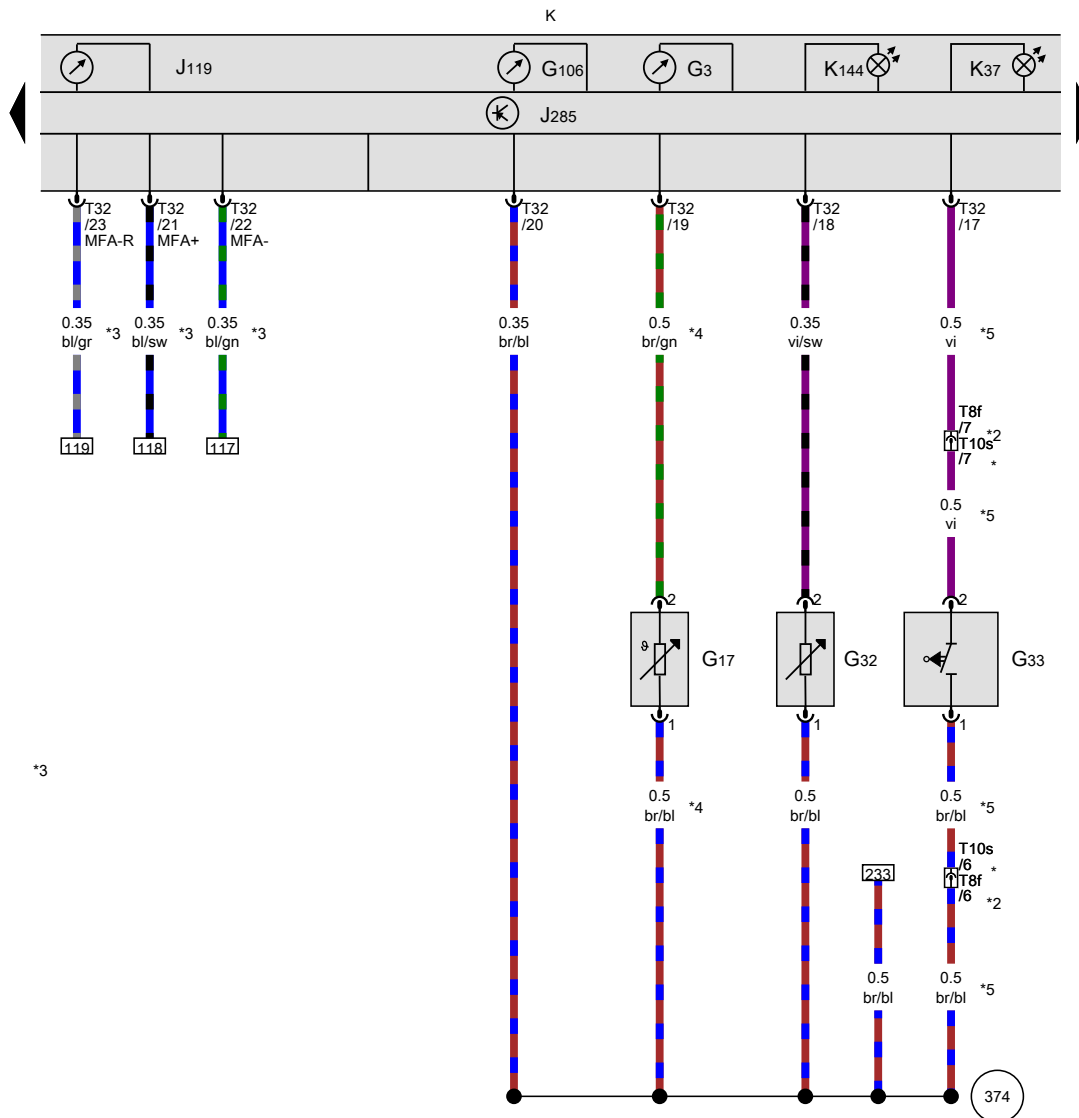 K
J119
G106
G3
K144
K37
J285
T32
/23
MFA-R
T32
/21
MFA+
T32
/22
MFA-
T32
/20
T32
/19
T32
/18
T32
/17
0.35
bl/gr
*3
0.35
bl/sw
*3
0.35
bl/gn
*3
0.35
br/bl
0.5
br/gn
*4
0.35
vi/sw
0.5
vi
*5
119
118
117
T8f
/7
*2
T10s
/7
*
0.5
vi
*5
2
2
2
ϑ
G17
G32
G33
1
1
1
*3
0.5
br/bl
*4
0.5
br/bl
0.5
br/bl
*5
T10s
/6
*
233
T8f
/6
*2
0.5
br/bl
0.5
br/bl
*5
374